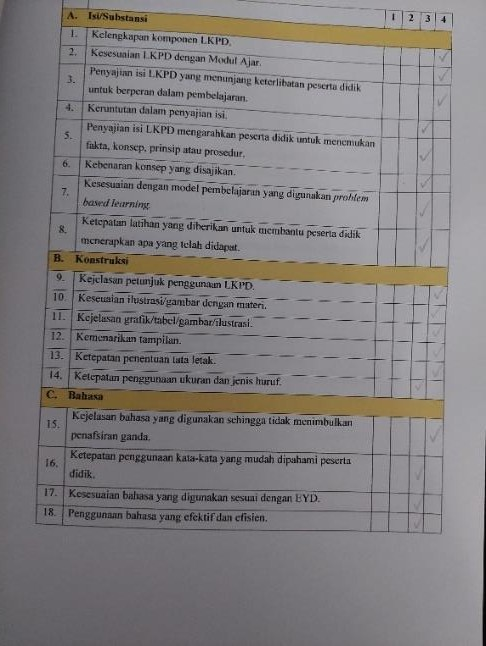 A. Isi/Substansi 1 2 3 4
1. Kelengkapan komponen LKPD. ✓
2. Kesesuaian LKPD dengan Modul Ajar. ✓
3. Penyajian isi LKPD yang menunjang keterlibatan peserta didik
untuk berperan dalam pembelajaran. ✓
4. Keruntutan dalam penyajian isi. ✓
5. Penyajian isi LKPD mengarahkan peserta didik untuk menemukan
fakta, konsep, prinsip atau prosedur. ✓
6. Kebenaran konsep yang disajikan. ✓
7. Kesesuaian dengan model pembelajaran yang digunakan problem
based learning. ✓
8. Ketepatan latihan yang diberikan untuk membantu peserta didik
menerapkan apa yang telah didapat. ✓
B. Konstruksi
9. Kejelasan petunjuk penggunaan LKPD. ✓
10. Kesesuaian ilustrasi/gambar dengan materi. ✓
11. Kejelasan grafik/tabel/gambar/ilustrasi. ✓
12. Kemenarikan tampilan. ✓
13. Ketepatan penentuan tata letak. ✓
14. Ketepatan penggunaan ukuran dan jenis huruf. ✓
C. Bahasa
15. Kejelasan bahasa yang digunakan sehingga tidak menimbulkan
penafsiran ganda. ✓
16. Ketepatan penggunaan kata-kata yang mudah dipahami peserta
didik. ✓
17. Kesesuaian bahasa yang digunakan sesuai dengan EYD. ✓
18. Penggunaan bahasa yang efektif dan efisien. ✓